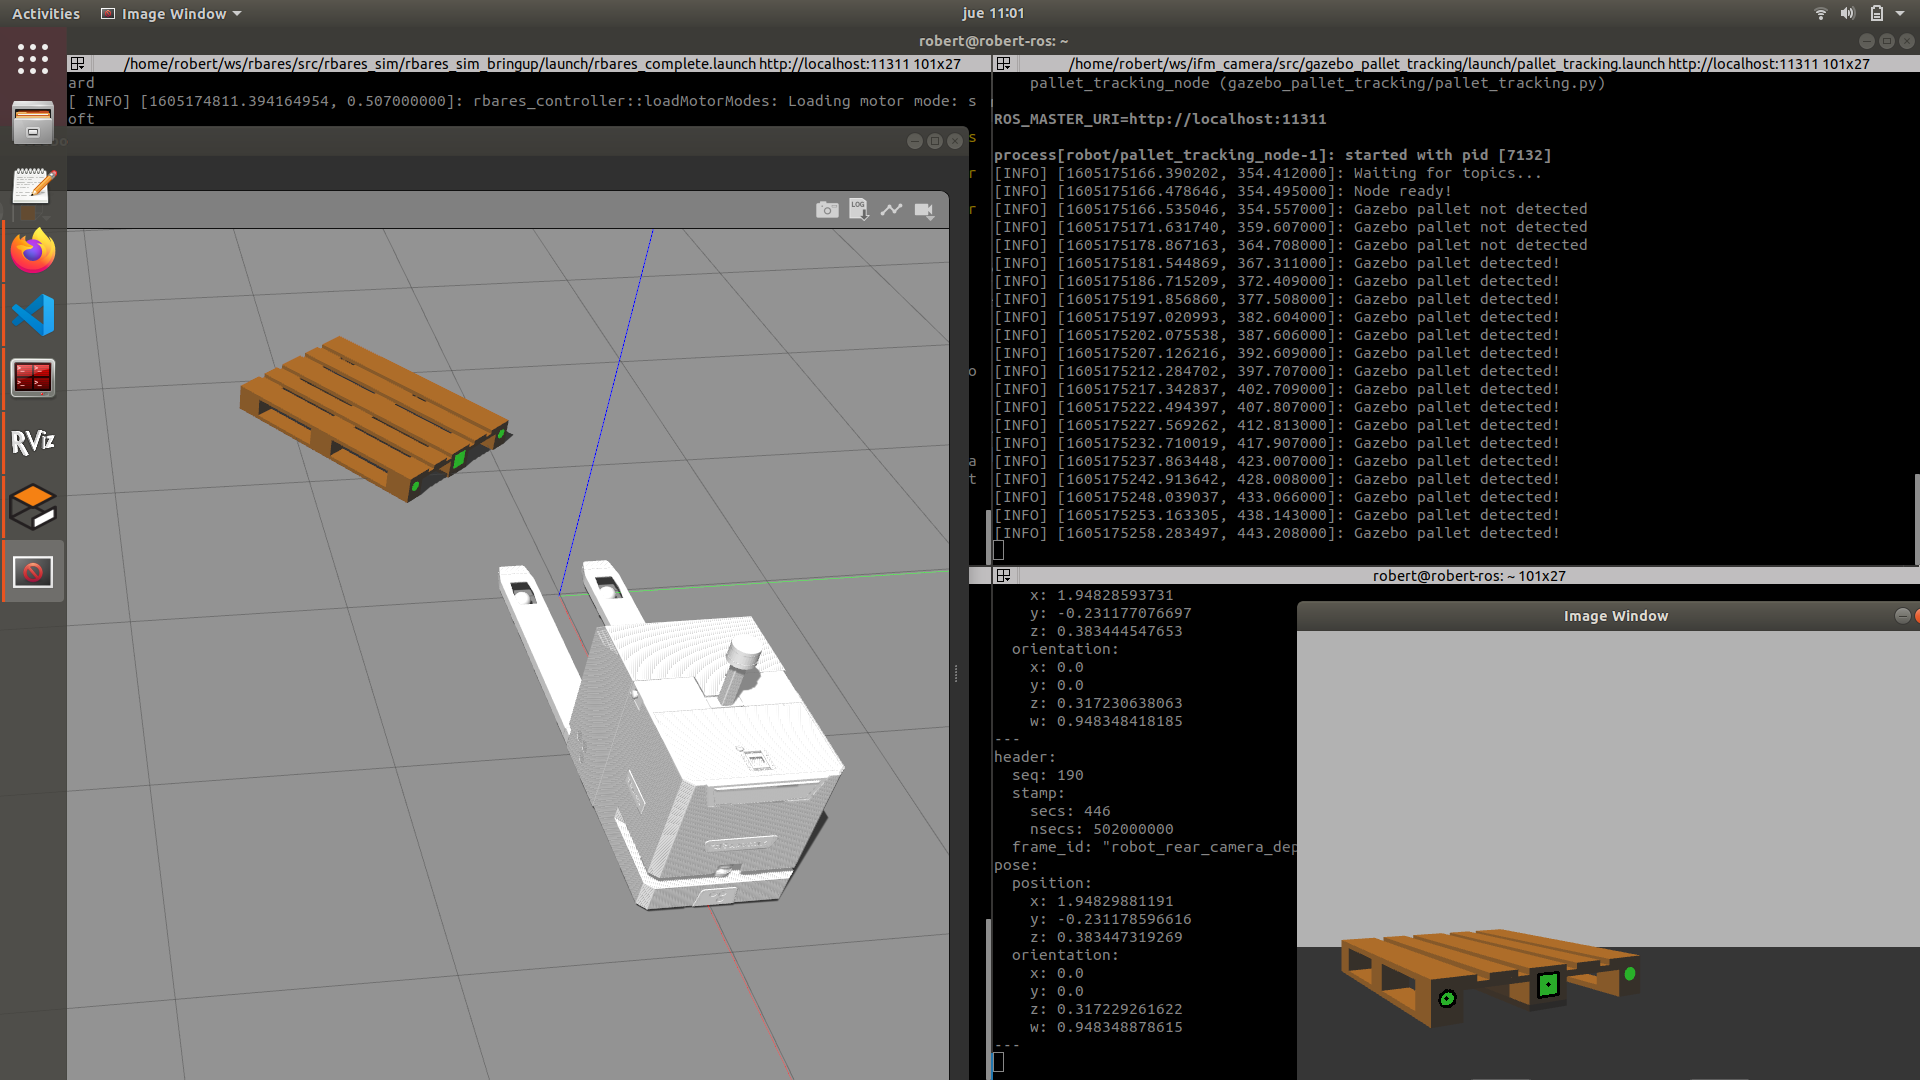 Activities Image Window jue 11:01
robert@robert-ros: ~
/home/robert/ws/rbares/src/rbares_sim/rbares_sim_bringup/launch/rbares_complete.launch http://localhost:11311 101x27
ard
[ INFO] [1605174811.394164954, 0.507000000]: rbares_controller::loadMotorModes: Loading motor mode: s
oft
s
r
r
o
a
t
LOG
RViz
/home/robert/ws/ifm_camera/src/gazebo_pallet_tracking/launch/pallet_tracking.launch http://localhost:11311 101x27
pallet_tracking_node (gazebo_pallet_tracking/pallet_tracking.py)
ROS_MASTER_URI=http://localhost:11311
process[robot/pallet_tracking_node-1]: started with pid [7132]
[INFO] [1605175166.390202, 354.412000]: Waiting for topics...
[INFO] [1605175166.478646, 354.495000]: Node ready!
[INFO] [1605175166.535046, 354.557000]: Gazebo pallet not detected
[INFO] [1605175171.631740, 359.607000]: Gazebo pallet not detected
[INFO] [1605175178.867163, 364.708000]: Gazebo pallet not detected
[INFO] [1605175181.544869, 367.311000]: Gazebo pallet detected!
[INFO] [1605175186.715209, 372.409000]: Gazebo pallet detected!
[INFO] [1605175191.856860, 377.508000]: Gazebo pallet detected!
[INFO] [1605175197.020993, 382.604000]: Gazebo pallet detected!
[INFO] [1605175202.075538, 387.606000]: Gazebo pallet detected!
[INFO] [1605175207.126216, 392.609000]: Gazebo pallet detected!
[INFO] [1605175212.284702, 397.707000]: Gazebo pallet detected!
[INFO] [1605175217.342837, 402.709000]: Gazebo pallet detected!
[INFO] [1605175222.494397, 407.807000]: Gazebo pallet detected!
[INFO] [1605175227.569262, 412.813000]: Gazebo pallet detected!
[INFO] [1605175232.710019, 417.907000]: Gazebo pallet detected!
[INFO] [1605175237.863448, 423.007000]: Gazebo pallet detected!
[INFO] [1605175242.913642, 428.008000]: Gazebo pallet detected!
[INFO] [1605175248.039037, 433.066000]: Gazebo pallet detected!
[INFO] [1605175253.163305, 438.143000]: Gazebo pallet detected!
[INFO] [1605175258.283497, 443.208000]: Gazebo pallet detected!
robert@robert-ros: ~ 101x27
x: 1.94828593731
y: -0.231177076697
z: 0.383444547653
orientation:
x: 0.0
y: 0.0
z: 0.317230638063
w: 0.948348418185
---
header:
seq: 190
stamp:
secs: 446
nsecs: 502000000
frame_id: "robot_rear_camera_dep
pose:
position:
x: 1.94829881191
y: -0.231178596616
z: 0.383447319269
orientation:
x: 0.0
y: 0.0
z: 0.317229261622
w: 0.948348878615
---
Image Window